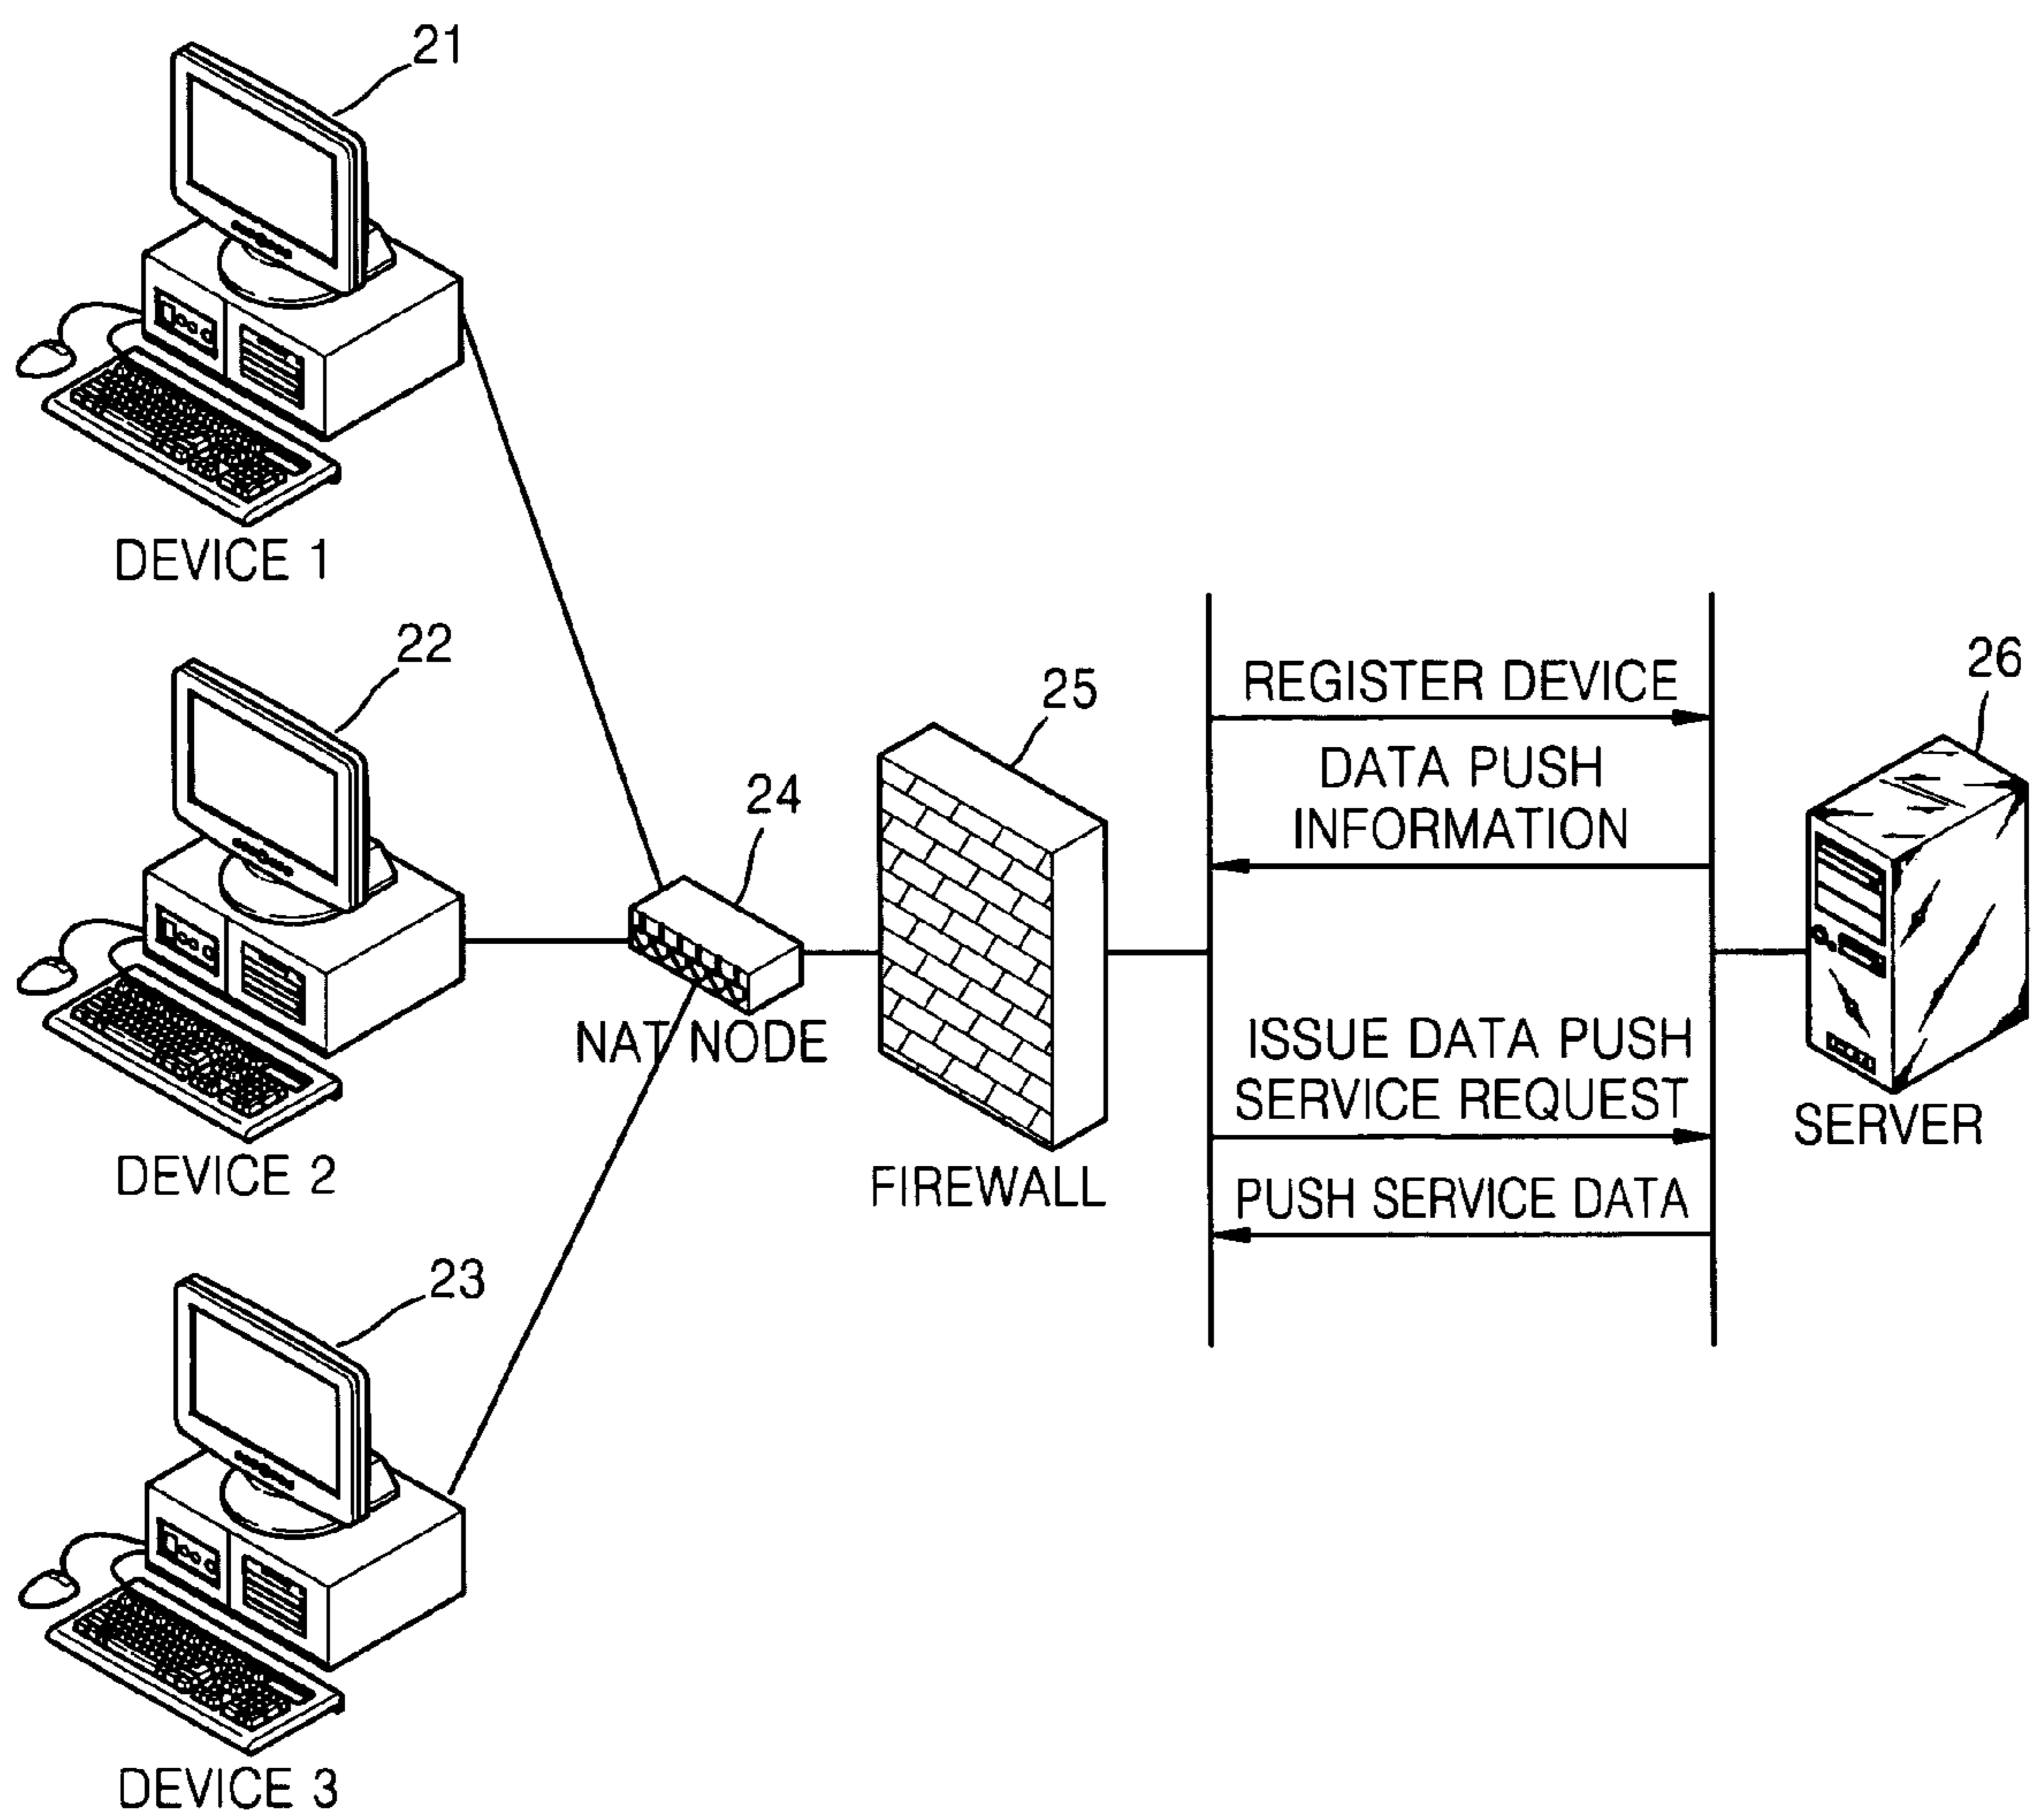 21
DEVICE 1
22
DEVICE 2
23
DEVICE 3
24
NAT NODE
25
FIREWALL
REGISTER DEVICE
DATA PUSH
INFORMATION
ISSUE DATA PUSH
SERVICE REQUEST
PUSH SERVICE DATA
26
SERVER